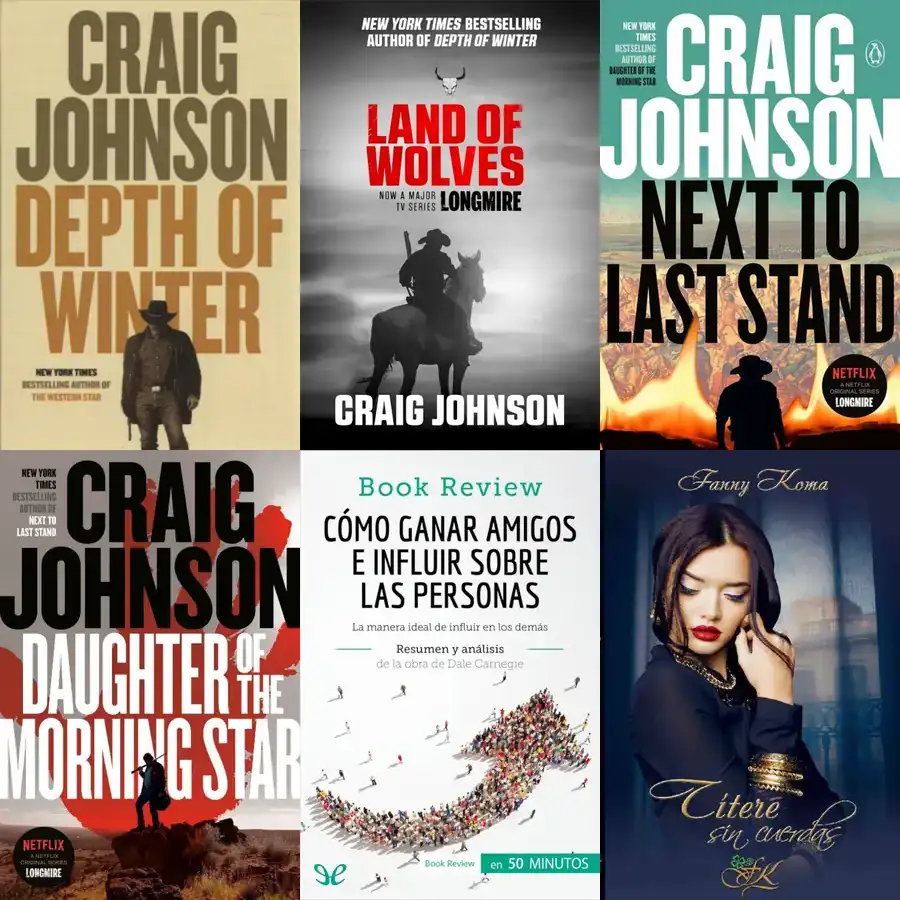 CRAIG
JOHNSON
DEPTH OF
WINTER
NEW YORK TIMES
BESTSELLING AUTHOR OF
THE WESTERN STAR
NEW YORK TIMES BESTSELLING
AUTHOR OF DEPTH OF WINTER
LAND OF
WOLVES
NOW A MAJOR
TV SERIES LONGMIRE
CRAIG JOHNSON
NEW YORK
TIMES
BESTSELLING
AUTHOR OF
DAUGHTER OF THE
MORNING STAR
CRAIG
JOHNSON
NEXT TO
LAST STAND
NETFLIX
A NETFLIX
ORIGINAL SERIES
LONGMIRE
NEW YORK
TIMES
BESTSELLING
AUTHOR OF
NEXT TO
LAST STAND
CRAIG
JOHNSON
DAUGHTER OF THE
MORNING STAR
NETFLIX
A NETFLIX
ORIGINAL SERIES
LONGMIRE
Book Review
CÓMO GANAR AMIGOS
E INFLUIR SOBRE
LAS PERSONAS
La manera ideal de influir en los demás
Resumen y análisis
de la obra de Dale Carnegie
Book Review en 50 MINUTOS
Fanny Koma
Títere
sin cuerdas
FK